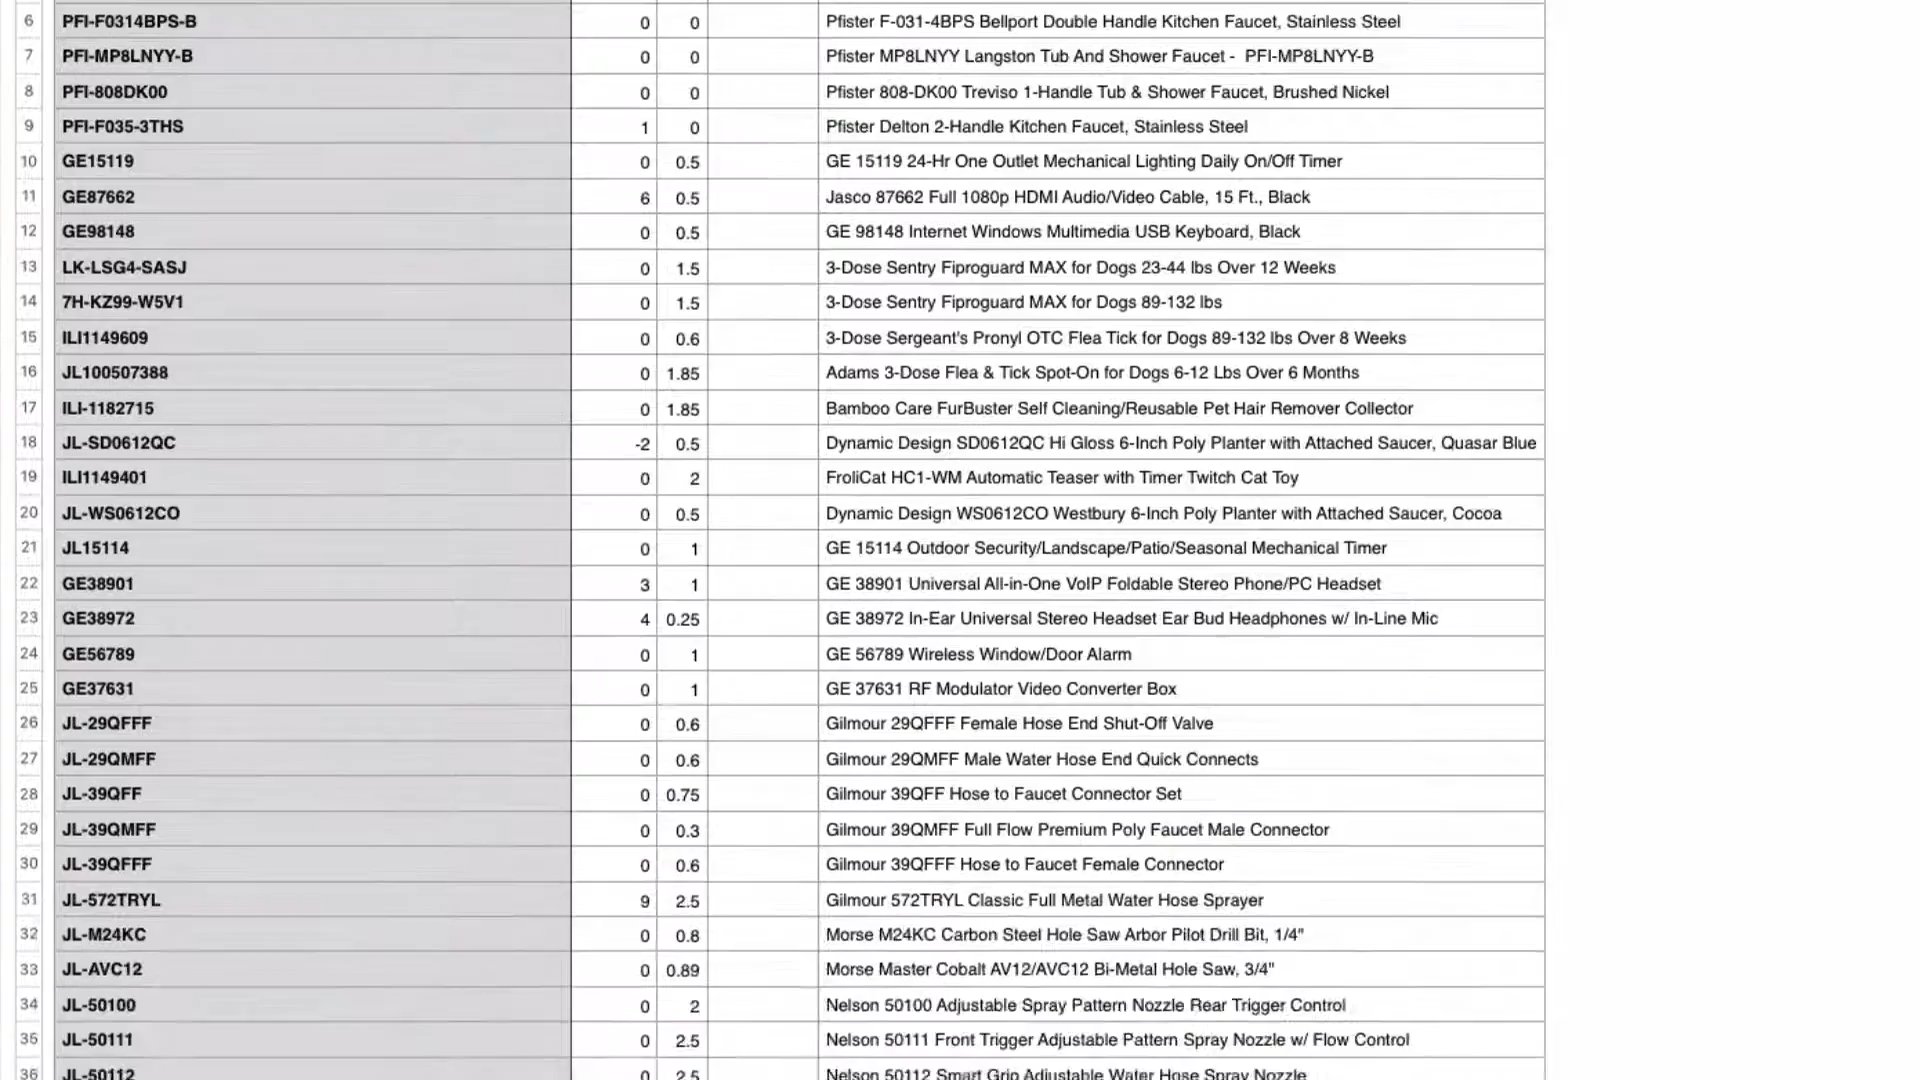 6 PFI-F0314BPS-B 0 0 Pfister F-031-4BPS Bellport Double Handle Kitchen Faucet, Stainless Steel
7 PFI-MP8LNYY-B 0 0 Pfister MP8LNYY Langston Tub And Shower Faucet - PFI-MP8LNYY-B
8 PFI-808DK00 0 0 Pfister 808-DK00 Treviso 1-Handle Tub & Shower Faucet, Brushed Nickel
9 PFI-F035-3THS 1 0 Pfister Delton 2-Handle Kitchen Faucet, Stainless Steel
10 GE15119 0 0.5 GE 15119 24-Hr One Outlet Mechanical Lighting Daily On/Off Timer
11 GE87662 6 0.5 Jasco 87662 Full 1080p HDMI Audio/Video Cable, 15 Ft., Black
12 GE98148 0 0.5 GE 98148 Internet Windows Multimedia USB Keyboard, Black
13 LK-LSG4-SASJ 0 1.5 3-Dose Sentry Fiproguard MAX for Dogs 23-44 lbs Over 12 Weeks
14 7H-KZ99-W5V1 0 1.5 3-Dose Sentry Fiproguard MAX for Dogs 89-132 lbs
15 ILI1149609 0 0.6 3-Dose Sergeant's Pronyl OTC Flea Tick for Dogs 89-132 lbs Over 8 Weeks
16 JL100507388 0 1.85 Adams 3-Dose Flea & Tick Spot-On for Dogs 6-12 Lbs Over 6 Months
17 ILI-1182715 0 1.85 Bamboo Care FurBuster Self Cleaning/Reusable Pet Hair Remover Collector
18 JL-SD0612QC -2 0.5 Dynamic Design SD0612QC Hi Gloss 6-Inch Poly Planter with Attached Saucer, Quasar Blue
19 ILI1149401 0 2 FroliCat HC1-WM Automatic Teaser with Timer Twitch Cat Toy
20 JL-WS0612CO 0 0.5 Dynamic Design WS0612CO Westbury 6-Inch Poly Planter with Attached Saucer, Cocoa
21 JL15114 0 1 GE 15114 Outdoor Security/Landscape/Patio/Seasonal Mechanical Timer
22 GE38901 3 1 GE 38901 Universal All-in-One VoIP Foldable Stereo Phone/PC Headset
23 GE38972 4 0.25 GE 38972 In-Ear Universal Stereo Headset Ear Bud Headphones w/ In-Line Mic
24 GE56789 0 1 GE 56789 Wireless Window/Door Alarm
25 GE37631 0 1 GE 37631 RF Modulator Video Converter Box
26 JL-29QFFF 0 0.6 Gilmour 29QFFF Female Hose End Shut-Off Valve
27 JL-29QMFF 0 0.6 Gilmour 29QMFF Male Water Hose End Quick Connects
28 JL-39QFF 0 0.75 Gilmour 39QFF Hose to Faucet Connector Set
29 JL-39QMFF 0 0.3 Gilmour 39QMFF Full Flow Premium Poly Faucet Male Connector
30 JL-39QFFF 0 0.6 Gilmour 39QFFF Hose to Faucet Female Connector
31 JL-572TRYL 9 2.5 Gilmour 572TRYL Classic Full Metal Water Hose Sprayer
32 JL-M24KC 0 0.8 Morse M24KC Carbon Steel Hole Saw Arbor Pilot Drill Bit, 1/4"
33 JL-AVC12 0 0.89 Morse Master Cobalt AV12/AVC12 Bi-Metal Hole Saw, 3/4"
34 JL-50100 0 2 Nelson 50100 Adjustable Spray Pattern Nozzle Rear Trigger Control
35 JL-50111 0 2.5 Nelson 50111 Front Trigger Adjustable Pattern Spray Nozzle w/ Flow Control
36 JL-50112 0 2.5 Nelson 50112 Smart Grip Adjustable Water Hose Spray Nozzle